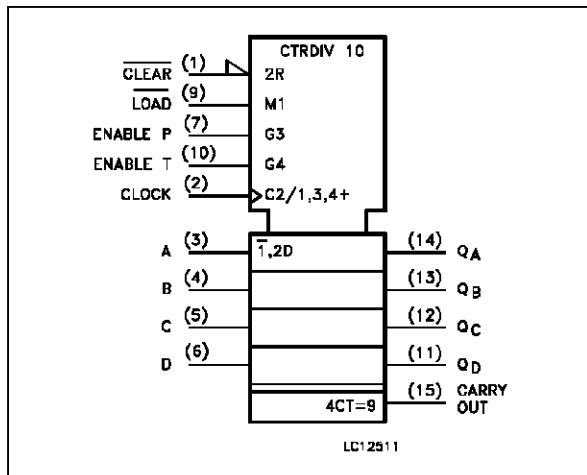 CTRDIV 10
CLEAR (1) 2R
LOAD (9) M1
ENABLE P (7) G3
ENABLE T (10) G4
CLOCK (2) C2/1,3,4+
A (3) 1̅,2D (14) QA
B (4) (13) QB
C (5) (12) QC
D (6) (11) QD
4CT=9 (15) CARRY OUT
LC12511